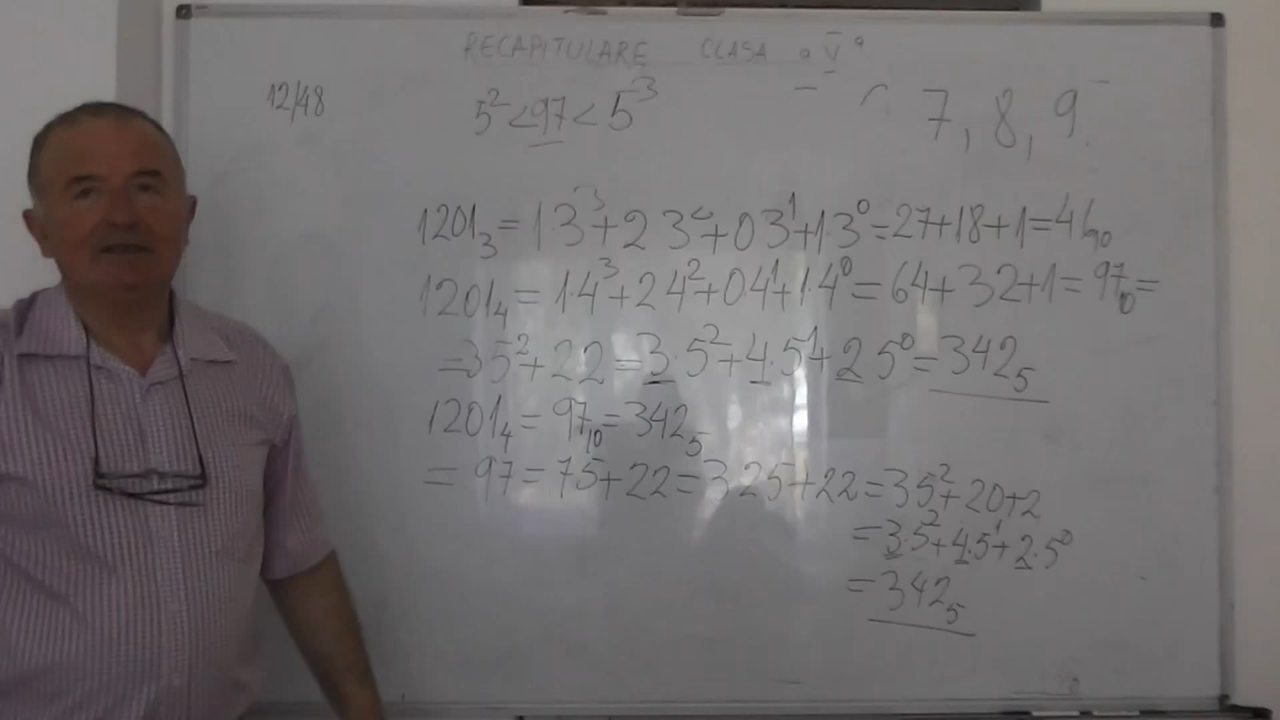 RECAPITULARE CLASA a V a
12/48
5² < 97 < 5³
7, 8, 9
1201₃ = 1·3³ + 2 3² + 0 3¹ + 1·3⁰ = 27 + 18 + 1 = 46₁₀
1201₄ = 1·4³ + 2 4² + 0 4¹ + 1·4⁰ = 64 + 32 + 1 = 97₁₀ =
= 3 5² + 22 = 3·5² + 4·5¹ + 2 5⁰ = 342₅
1201₄ = 97₁₀ = 342₅
= 97 = 75 + 22 = 3 25 + 22 = 3 5² + 20 + 2
= 3·5² + 4·5¹ + 2·5⁰
= 342₅